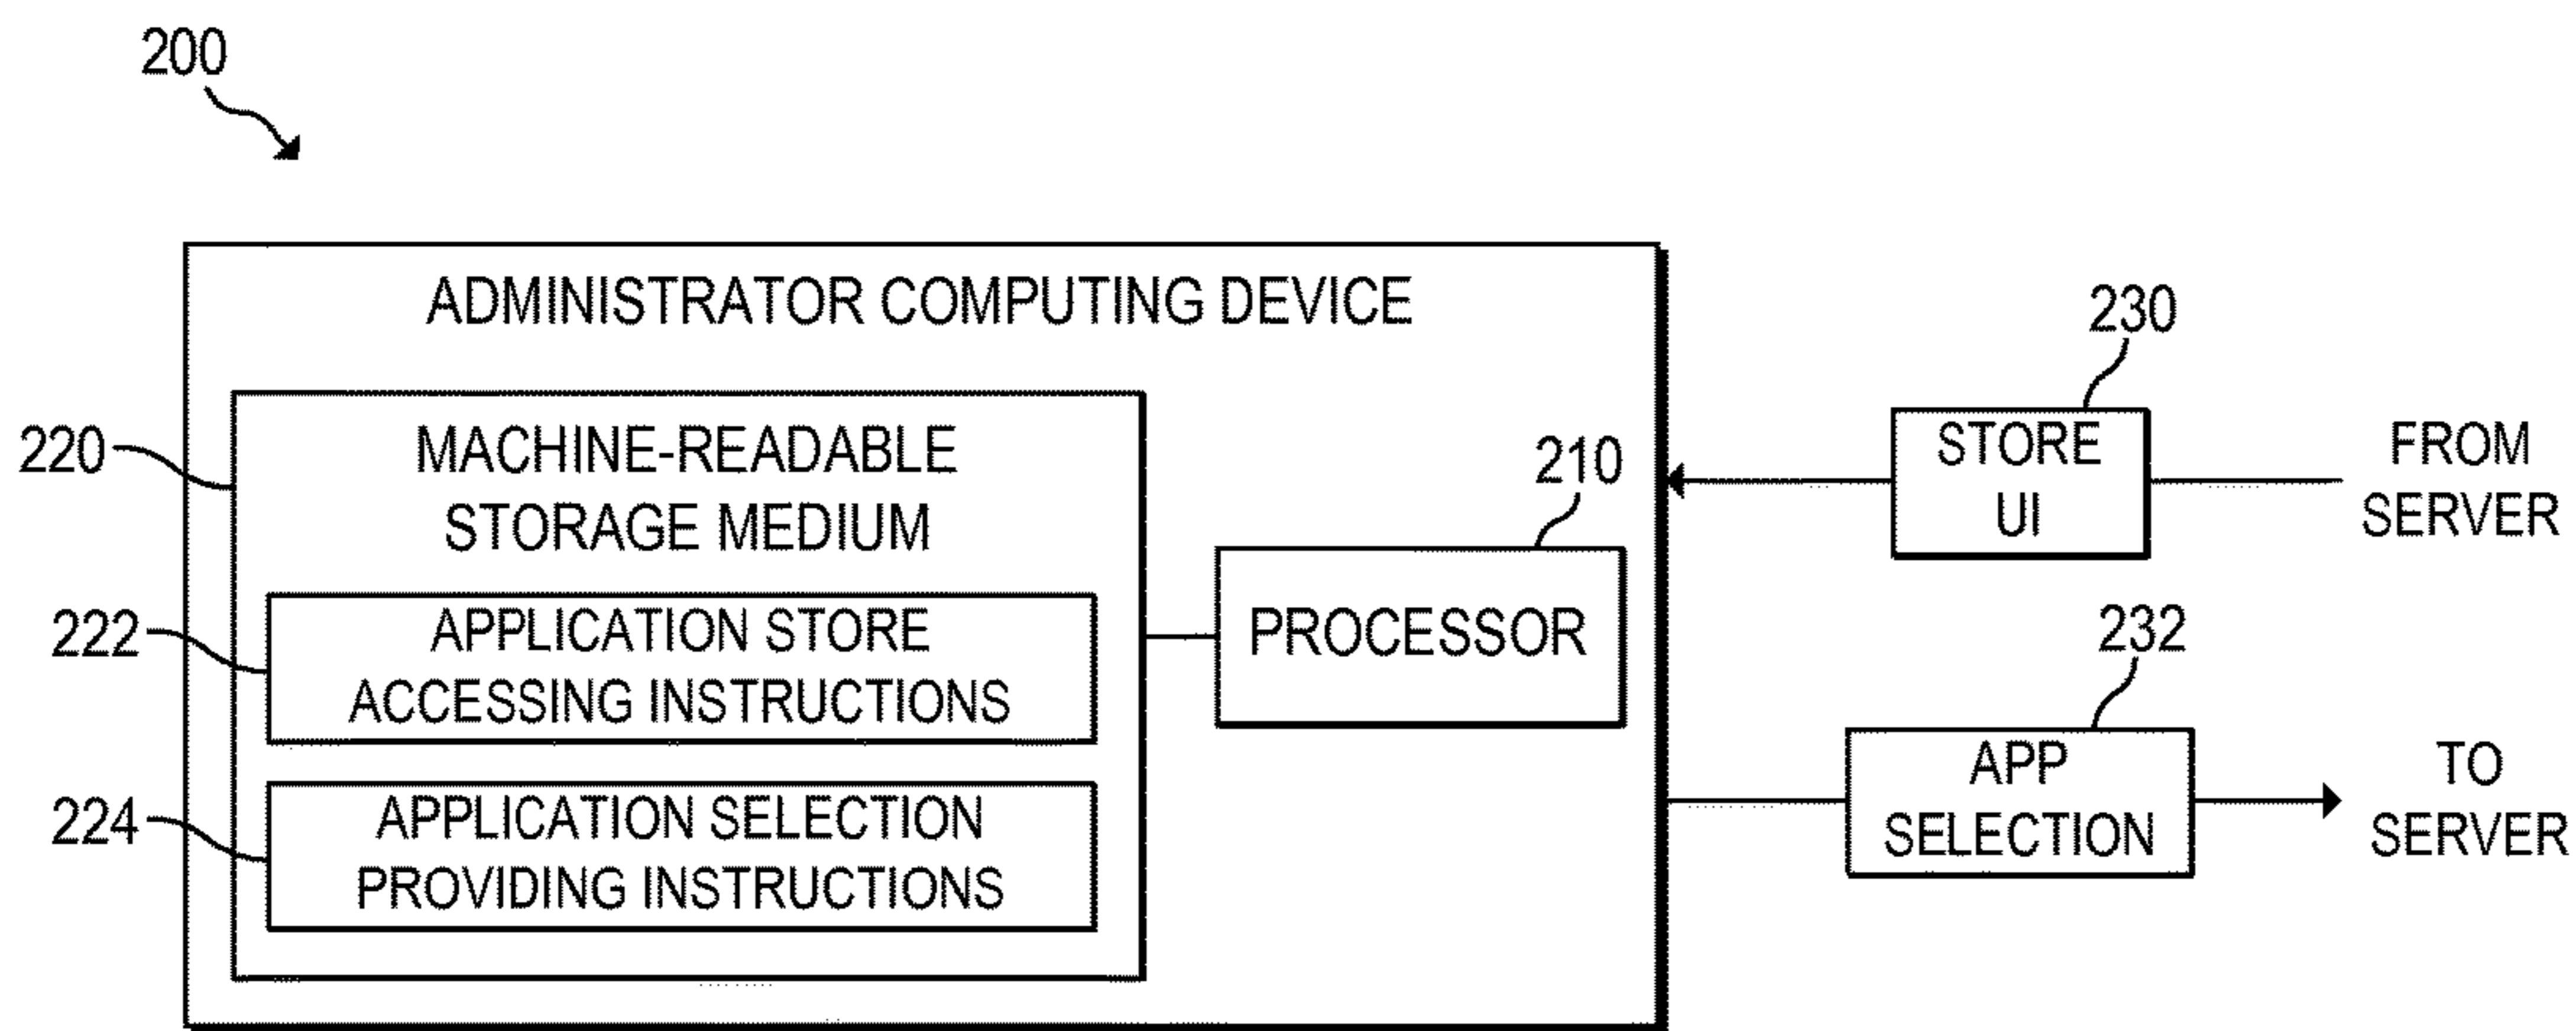 200
ADMINISTRATOR COMPUTING DEVICE
220
MACHINE-READABLE
STORAGE MEDIUM
222
APPLICATION STORE
ACCESSING INSTRUCTIONS
224
APPLICATION SELECTION
PROVIDING INSTRUCTIONS
210
PROCESSOR
230
STORE
UI
FROM
SERVER
232
APP
SELECTION
TO
SERVER